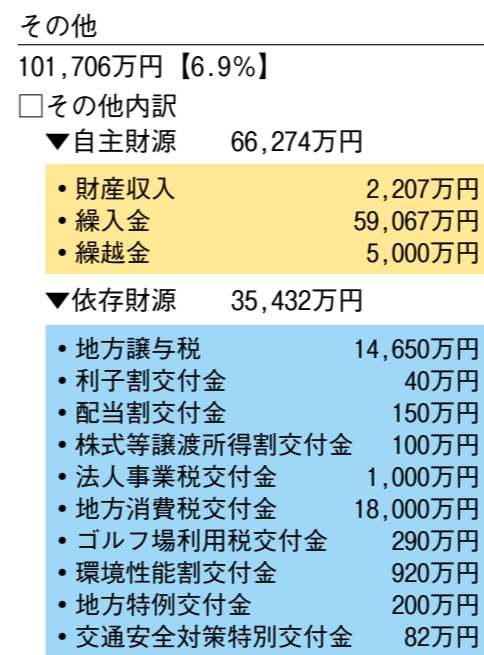 その他
101,706万円【6.9%】
□その他内訳
▼自主財源 66,274万円
・財産収入 2,207万円
・繰入金 59,067万円
・繰越金 5,000万円
▼依存財源 35,432万円
・地方譲与税 14,650万円
・利子割交付金 40万円
・配当割交付金 150万円
・株式等譲渡所得割交付金 100万円
・法人事業税交付金 1,000万円
・地方消費税交付金 18,000万円
・ゴルフ場利用税交付金 290万円
・環境性能割交付金 920万円
・地方特例交付金 200万円
・交通安全対策特別交付金 82万円